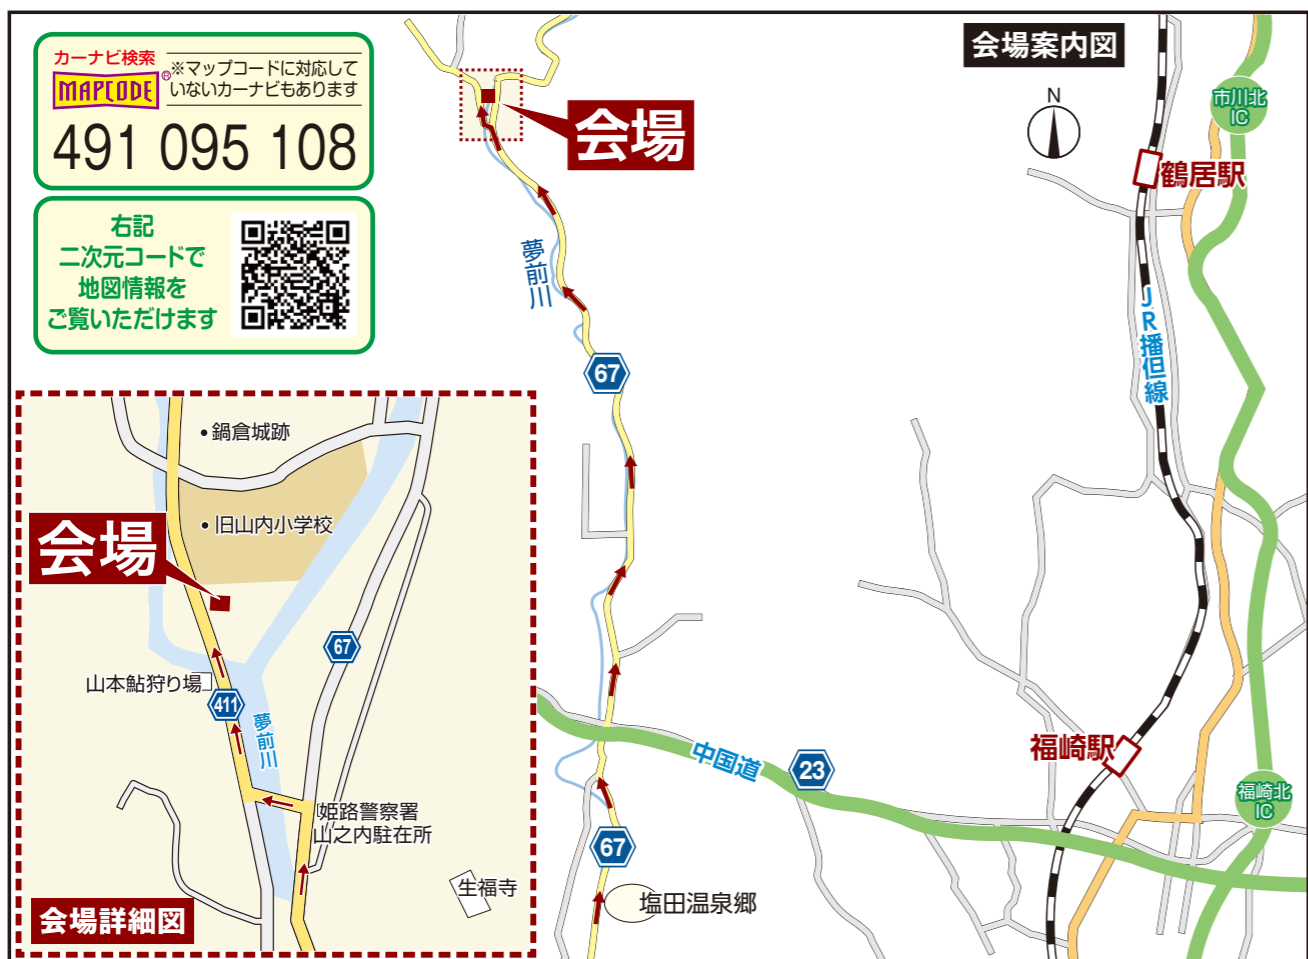 カーナビ検索
MAPCODE®
※マップコードに対応して
いないカーナビもあります
491 095 108
右記
二次元コードで
地図情報を
ご覧いただけます
会場案内図
N
会場
市川北
IC
鶴居駅
夢前川
JR播但線
67
中国道
23
福崎駅
福崎北
IC
67
塩田温泉郷
鍋倉城跡
旧山内小学校
会場
67
山本鮎狩り場
411
夢前川
姫路警察署
山之内駐在所
生福寺
会場詳細図